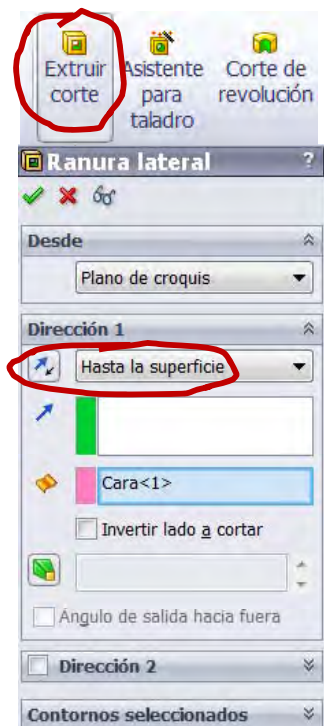 Extruir Asistente Corte de
corte para revolución
taladro
Ranura lateral ?
Desde
Plano de croquis
Dirección 1
Hasta la superficie
Cara<1>
Invertir lado a cortar
Ángulo de salida hacia fuera
Dirección 2
Contornos seleccionados